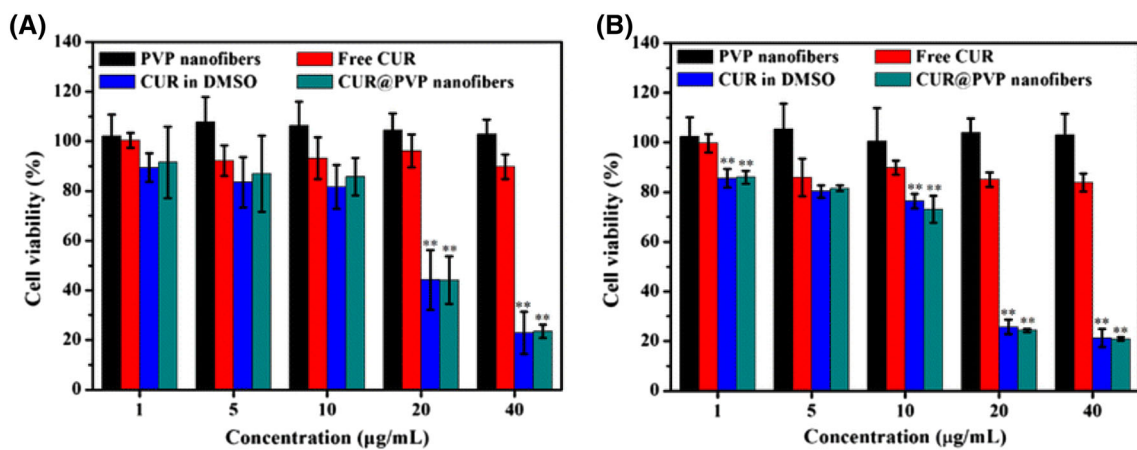 (A)
140
120
100
80
60
40
20
0
Cell viability (%)
PVP nanofibers
Free CUR
CUR in DMSO
CUR@PVP nanofibers
** **
** **
1 5 10 20 40
Concentration (μg/mL)
(B)
140
120
100
80
60
40
20
0
Cell viability (%)
PVP nanofibers
Free CUR
CUR in DMSO
CUR@PVP nanofibers
** **
** **
** **
** **
1 5 10 20 40
Concentration (μg/mL)